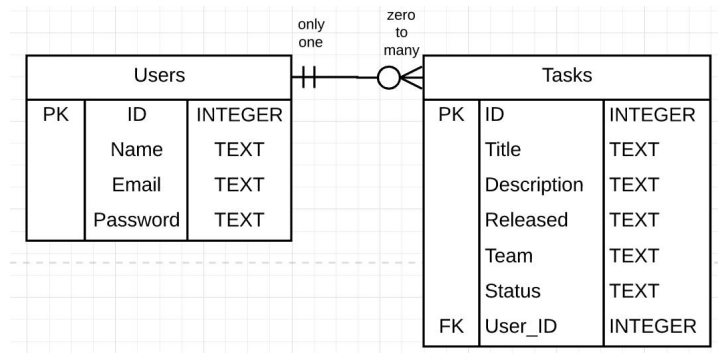 only
one
zero
to
many
Users
PK ID INTEGER
Name TEXT
Email TEXT
Password TEXT
Tasks
PK ID INTEGER
Title TEXT
Description TEXT
Released TEXT
Team TEXT
Status TEXT
FK User_ID INTEGER